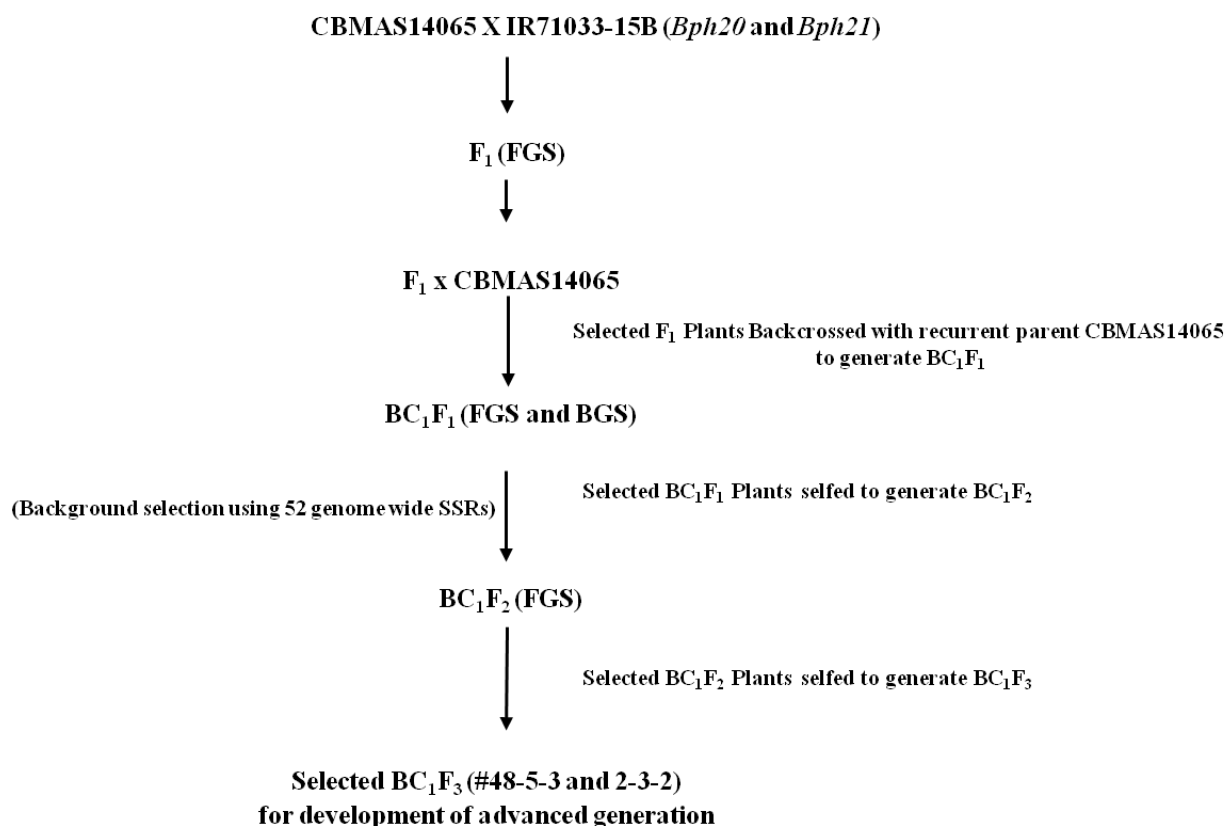 CBMAS14065 X IR71033-15B (Bph20 and Bph21)
F₁ (FGS)
F₁ x CBMAS14065
Selected F₁ Plants Backcrossed with recurrent parent CBMAS14065
to generate BC₁F₁
BC₁F₁ (FGS and BGS)
Selected BC₁F₁ Plants selfed to generate BC₁F₂
(Background selection using 52 genome wide SSRs)
BC₁F₂ (FGS)
Selected BC₁F₂ Plants selfed to generate BC₁F₃
Selected BC₁F₃ (#48-5-3 and 2-3-2)
for development of advanced generation